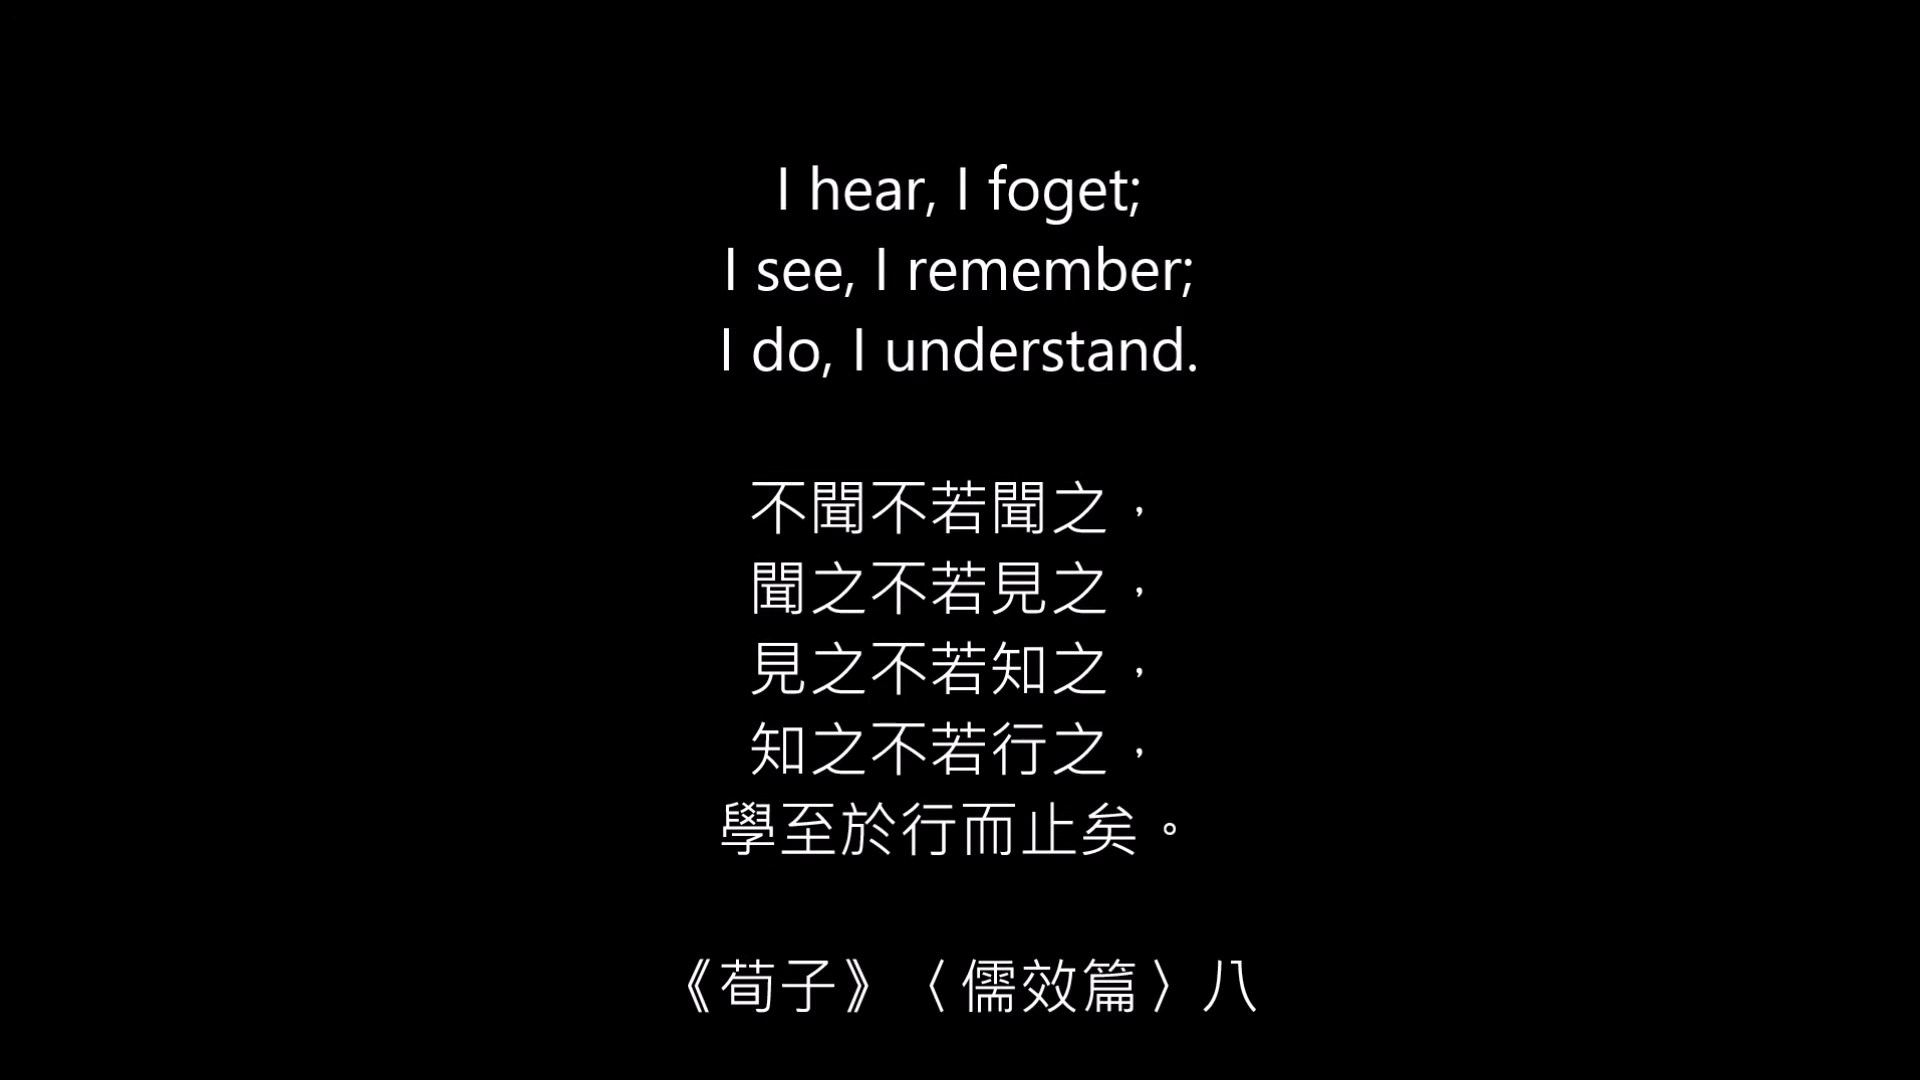 I hear, I foget;
I see, I remember;
I do, I understand.
不聞不若聞之，
聞之不若見之，
見之不若知之，
知之不若行之，
學至於行而止矣。
《荀子》〈儒效篇〉八